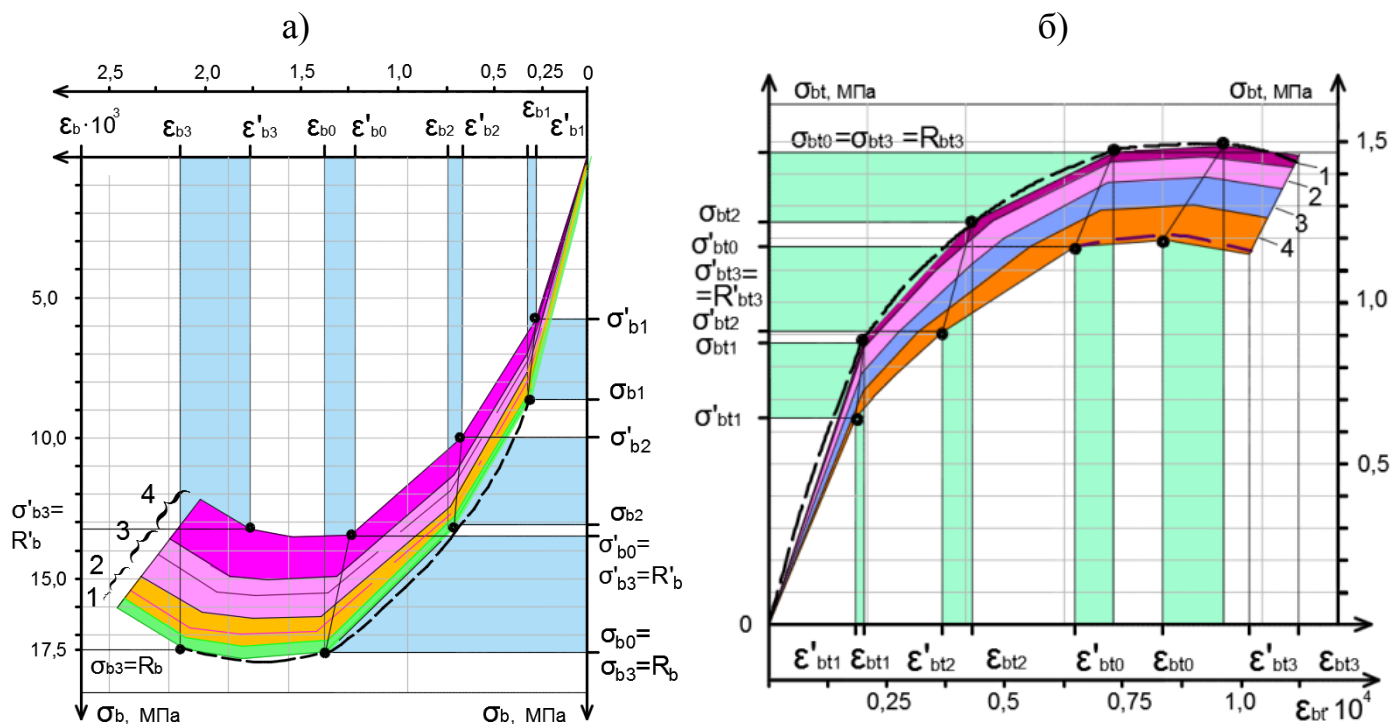 а)
2,5 2,0 1,5 1,0 0,5 0,25 0
εb1
εb·10³ εb3 ε'b3 εb0 ε'b0 εb2 ε'b2 ε'b1
5,0
10,0
15,0
17,5
σ'b3=
R'b
4
3
2
1
σb3=Rb
σ'b1
σb1
σ'b2
σb2
σ'b0=
σ'b3=R'b
σb0=
σb3=Rb
σb, МПа
σb, МПа
б)
σbt, МПа
σbt, МПа
σbt0=σbt3=Rbt3
σbt2
σ'bt0
σ'bt3=
=R'bt3
σ'bt2
σbt1
σ'bt1
0
1
2
3
4
1,5
1,0
0,5
ε'bt1 εbt1 ε'bt2 εbt2 ε'bt0 εbt0 ε'bt3 εbt3
0,25 0,5 0,75 1,0 εbt·10⁴